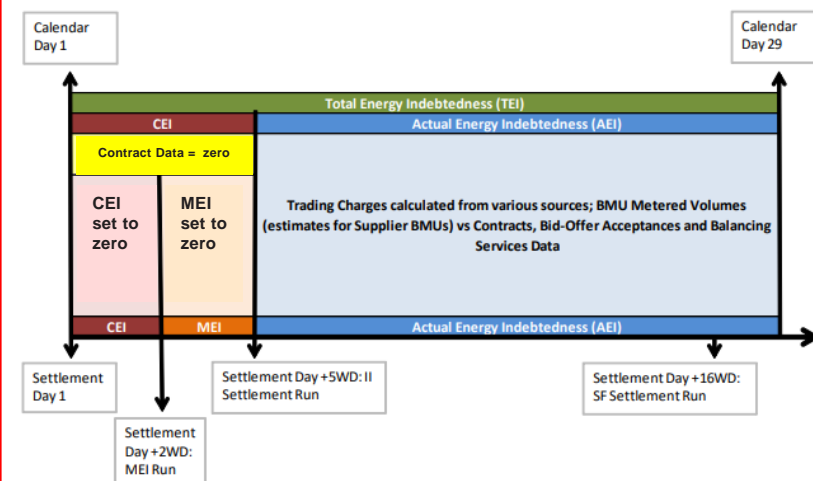 Calendar
Day 1
Calendar
Day 29
Total Energy Indebtedness (TEI)
CEI
Actual Energy Indebtedness (AEI)
Contract Data = zero
CEI
set to
zero
MEI
set to
zero
Trading Charges calculated from various sources; BMU Metered Volumes
(estimates for Supplier BMUs) vs Contracts, Bid-Offer Acceptances and Balancing
Services Data
CEI
MEI
Actual Energy Indebtedness (AEI)
Settlement
Day 1
Settlement
Day +2WD:
MEI Run
Settlement Day +5WD: II
Settlement Run
Settlement Day +16WD:
SF Settlement Run